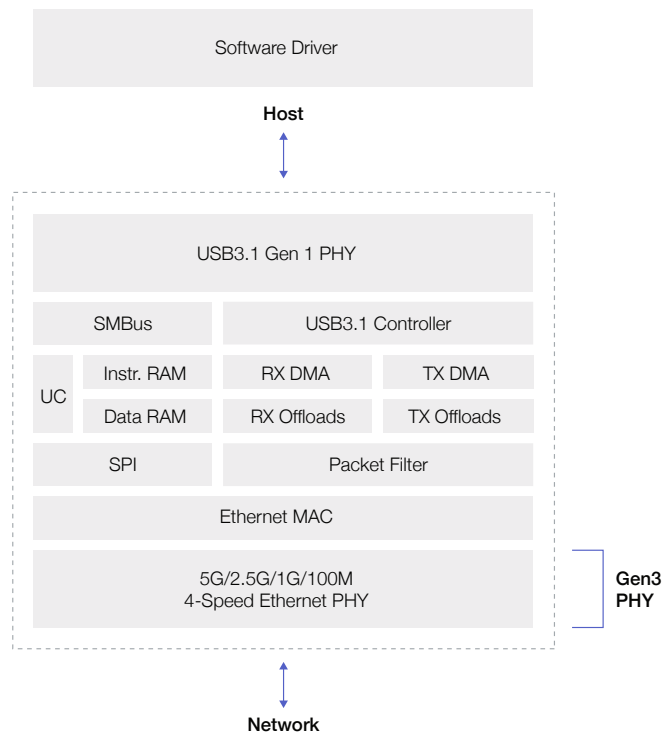 Software Driver
Host
USB3.1 Gen 1 PHY
SMBus
USB3.1 Controller
UC
Instr. RAM
RX DMA
TX DMA
Data RAM
RX Offloads
TX Offloads
SPI
Packet Filter
Ethernet MAC
5G/2.5G/1G/100M
4-Speed Ethernet PHY
Gen3
PHY
Network